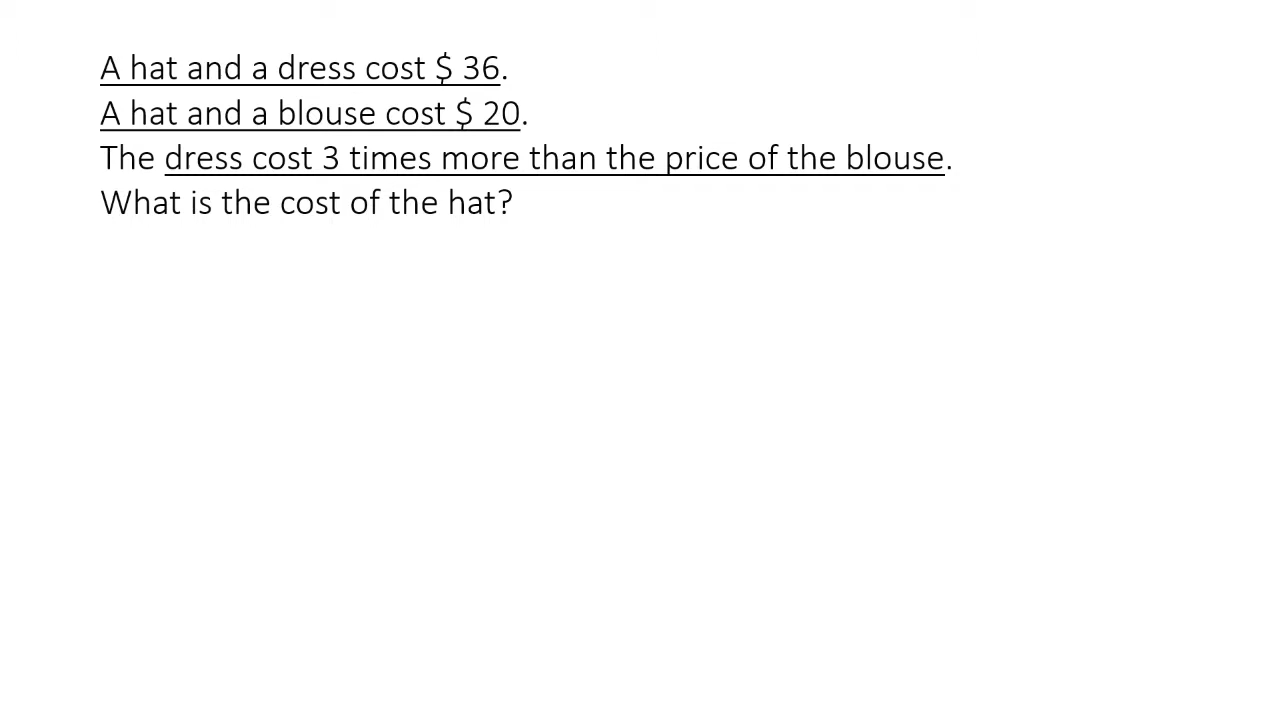 A hat and a dress cost $ 36.
A hat and a blouse cost $ 20.
The dress cost 3 times more than the price of the blouse.
What is the cost of the hat?